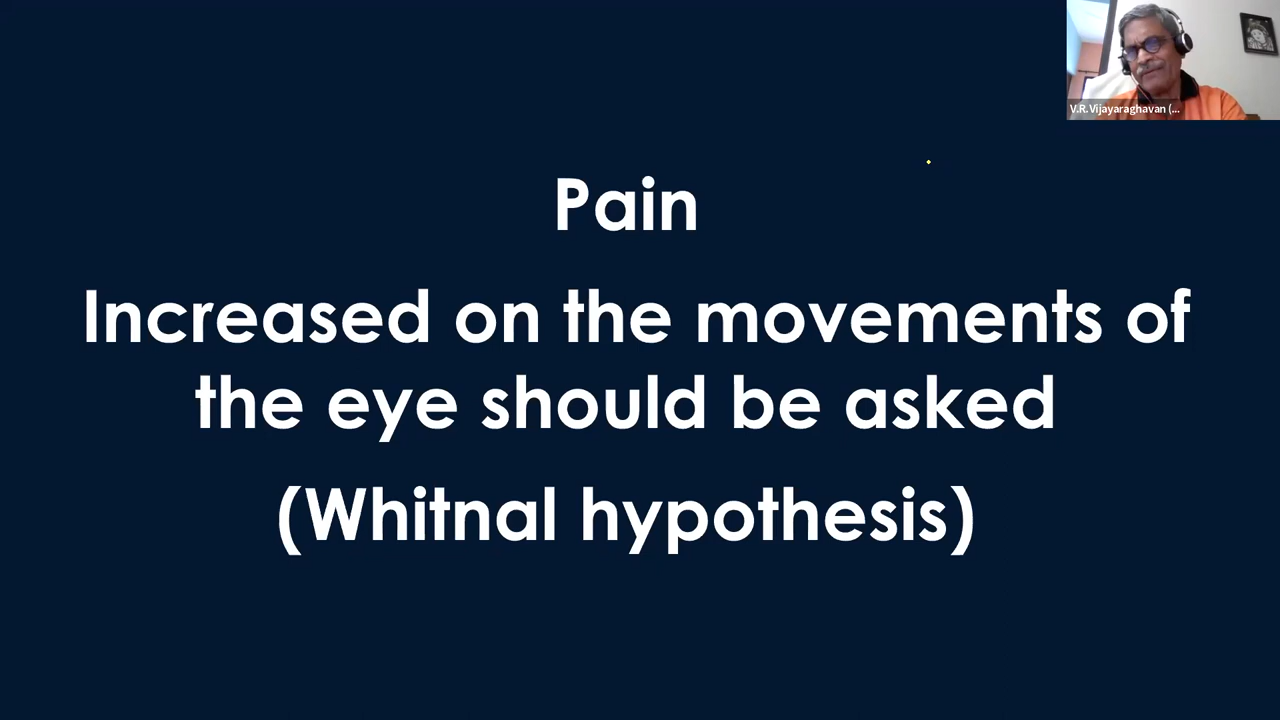 V.R.Vijayaraghavan (...
Pain
Increased on the movements of
the eye should be asked
(Whitnal hypothesis)